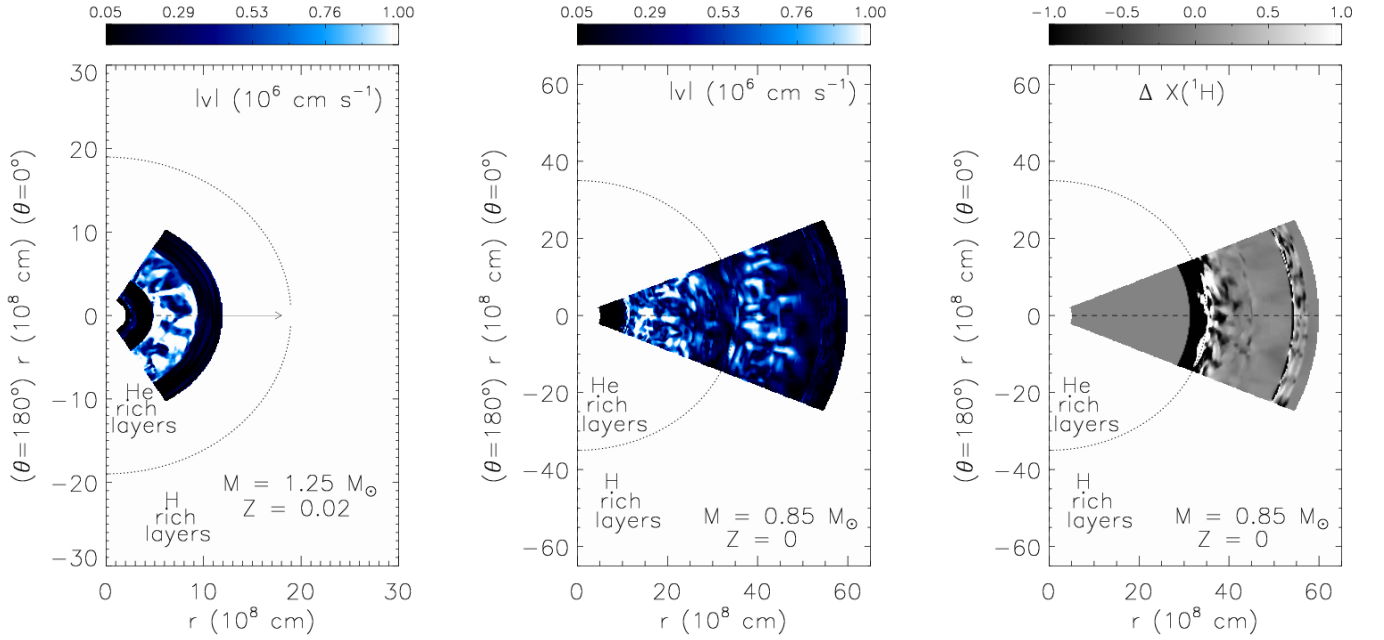 0.05 0.29 0.53 0.76 1.00
|v| (10⁶ cm s⁻¹)
30
20
10
0
−10
−20
−30
(θ=180°) r (10⁸ cm) (θ=0°)
He
rich
layers
H
rich
layers
M = 1.25 M⊙
Z = 0.02
0 10 20 30
r (10⁸ cm)
0.05 0.29 0.53 0.76 1.00
|v| (10⁶ cm s⁻¹)
60
40
20
0
−20
−40
−60
(θ=180°) r (10⁸ cm) (θ=0°)
He
rich
layers
H
rich
layers
M = 0.85 M⊙
Z = 0
0 20 40 60
r (10⁸ cm)
−1.0 −0.5 0.0 0.5 1.0
Δ X(¹H)
60
40
20
0
−20
−40
−60
(θ=180°) r (10⁸ cm) (θ=0°)
He
rich
layers
H
rich
layers
M = 0.85 M⊙
Z = 0
0 20 40 60
r (10⁸ cm)